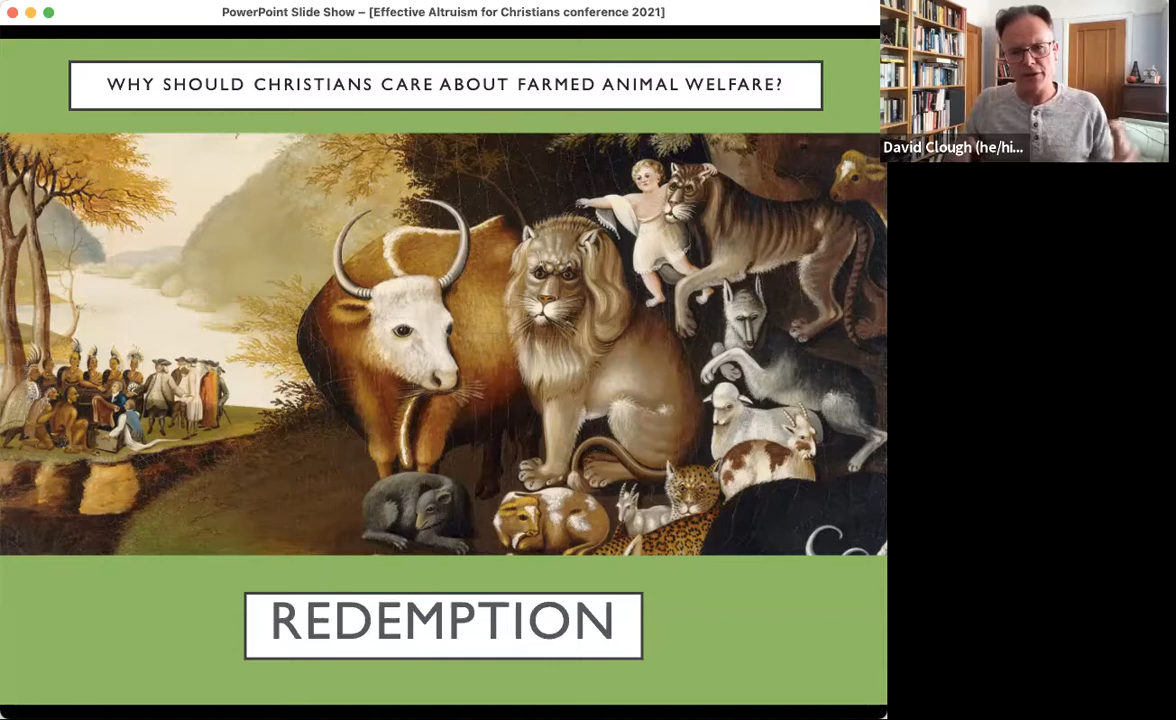 PowerPoint Slide Show – [Effective Altruism for Christians conference 2021]
WHY SHOULD CHRISTIANS CARE ABOUT FARMED ANIMAL WELFARE?
David Clough (he/hi...
REDEMPTION